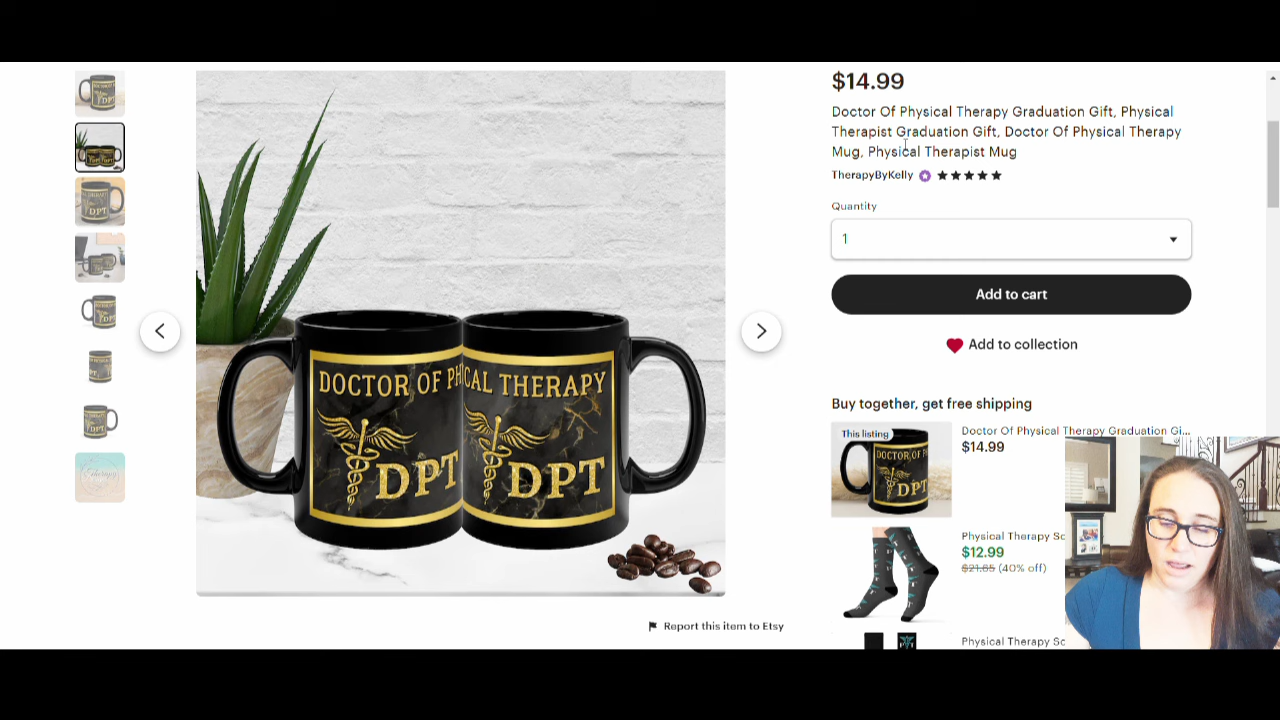 $14.99
Doctor Of Physical Therapy Graduation Gift, Physical
Therapist Graduation Gift, Doctor Of Physical Therapy
Mug, Physical Therapist Mug
TherapyByKelly
Quantity
1
Add to cart
Add to collection
Buy together, get free shipping
This listing
Doctor Of Physical Therapy Graduation Gi...
$14.99
Physical Therapy Sc
$12.99
$21.65 (40% off)
Physical Therapy Sc
DOCTOR OF PH
DPT
ICAL THERAPY
DPT
Report this item to Etsy